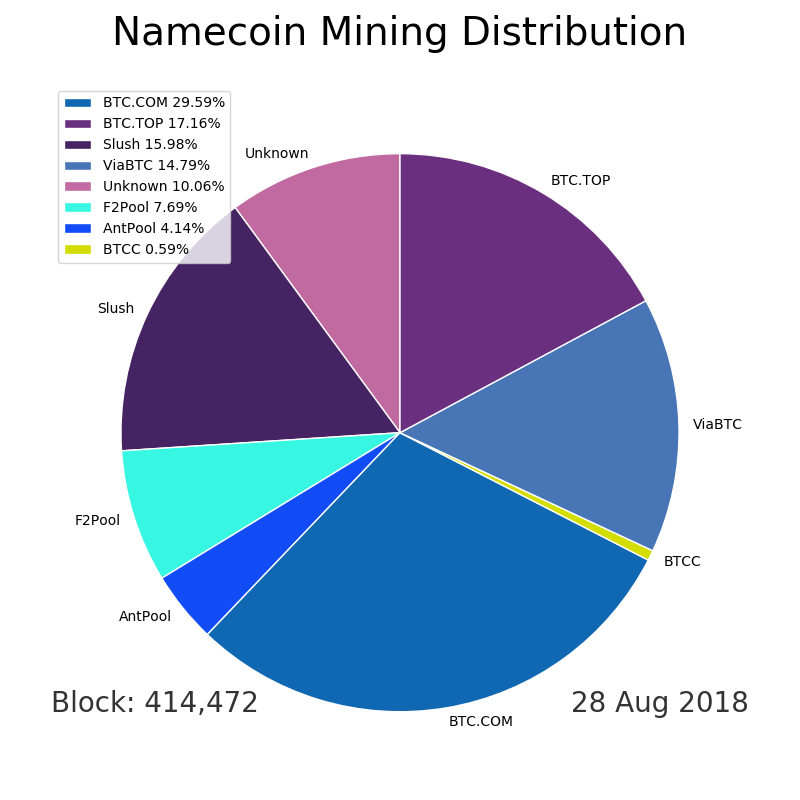 Namecoin Mining Distribution
BTC.COM 29.59%
BTC.TOP 17.16%
Slush 15.98%
ViaBTC 14.79%
Unknown 10.06%
F2Pool 7.69%
AntPool 4.14%
BTCC 0.59%
Unknown
BTC.TOP
Slush
ViaBTC
F2Pool
BTCC
AntPool
BTC.COM
Block: 414,472
28 Aug 2018